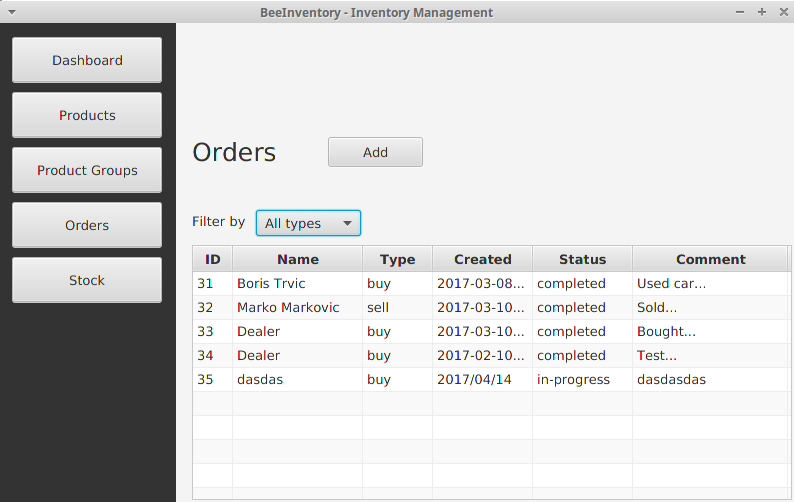 BeeInventory - Inventory Management
Dashboard
Products
Product Groups
Orders
Stock
Orders Add
Filter by All types
ID Name Type Created Status Comment
31 Boris Trvic buy 2017-03-08... completed Used car...
32 Marko Markovic sell 2017-03-10... completed Sold...
33 Dealer buy 2017-03-10... completed Bought...
34 Dealer buy 2017-02-10... completed Test...
35 dasdas buy 2017/04/14 in-progress dasdasdas